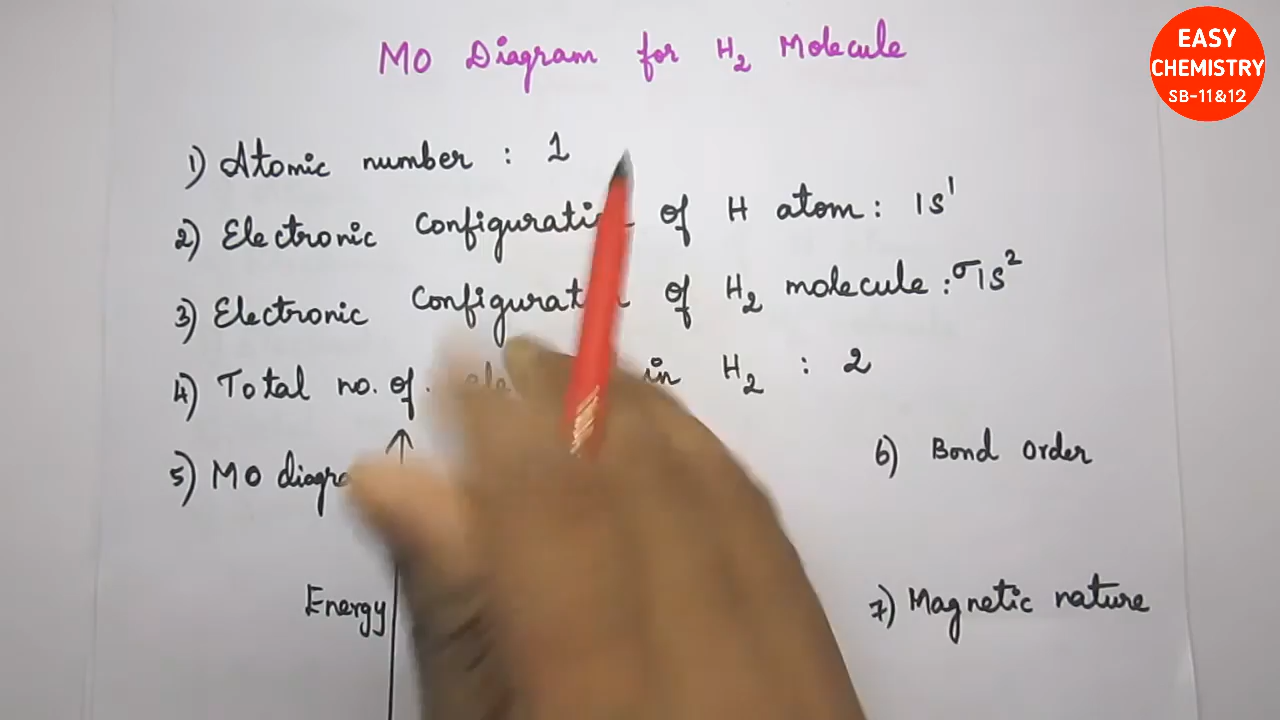 MO Diagram for H₂ Molecule
EASY
CHEMISTRY
SB-11&12
1) Atomic number : 1
2) Electronic Configurati of H atom : 1s¹
3) Electronic Configurat of H₂ molecule : σ1s²
4) Total no. of in H₂ : 2
5) MO diagra
6) Bond Order
Energy
7) Magnetic nature